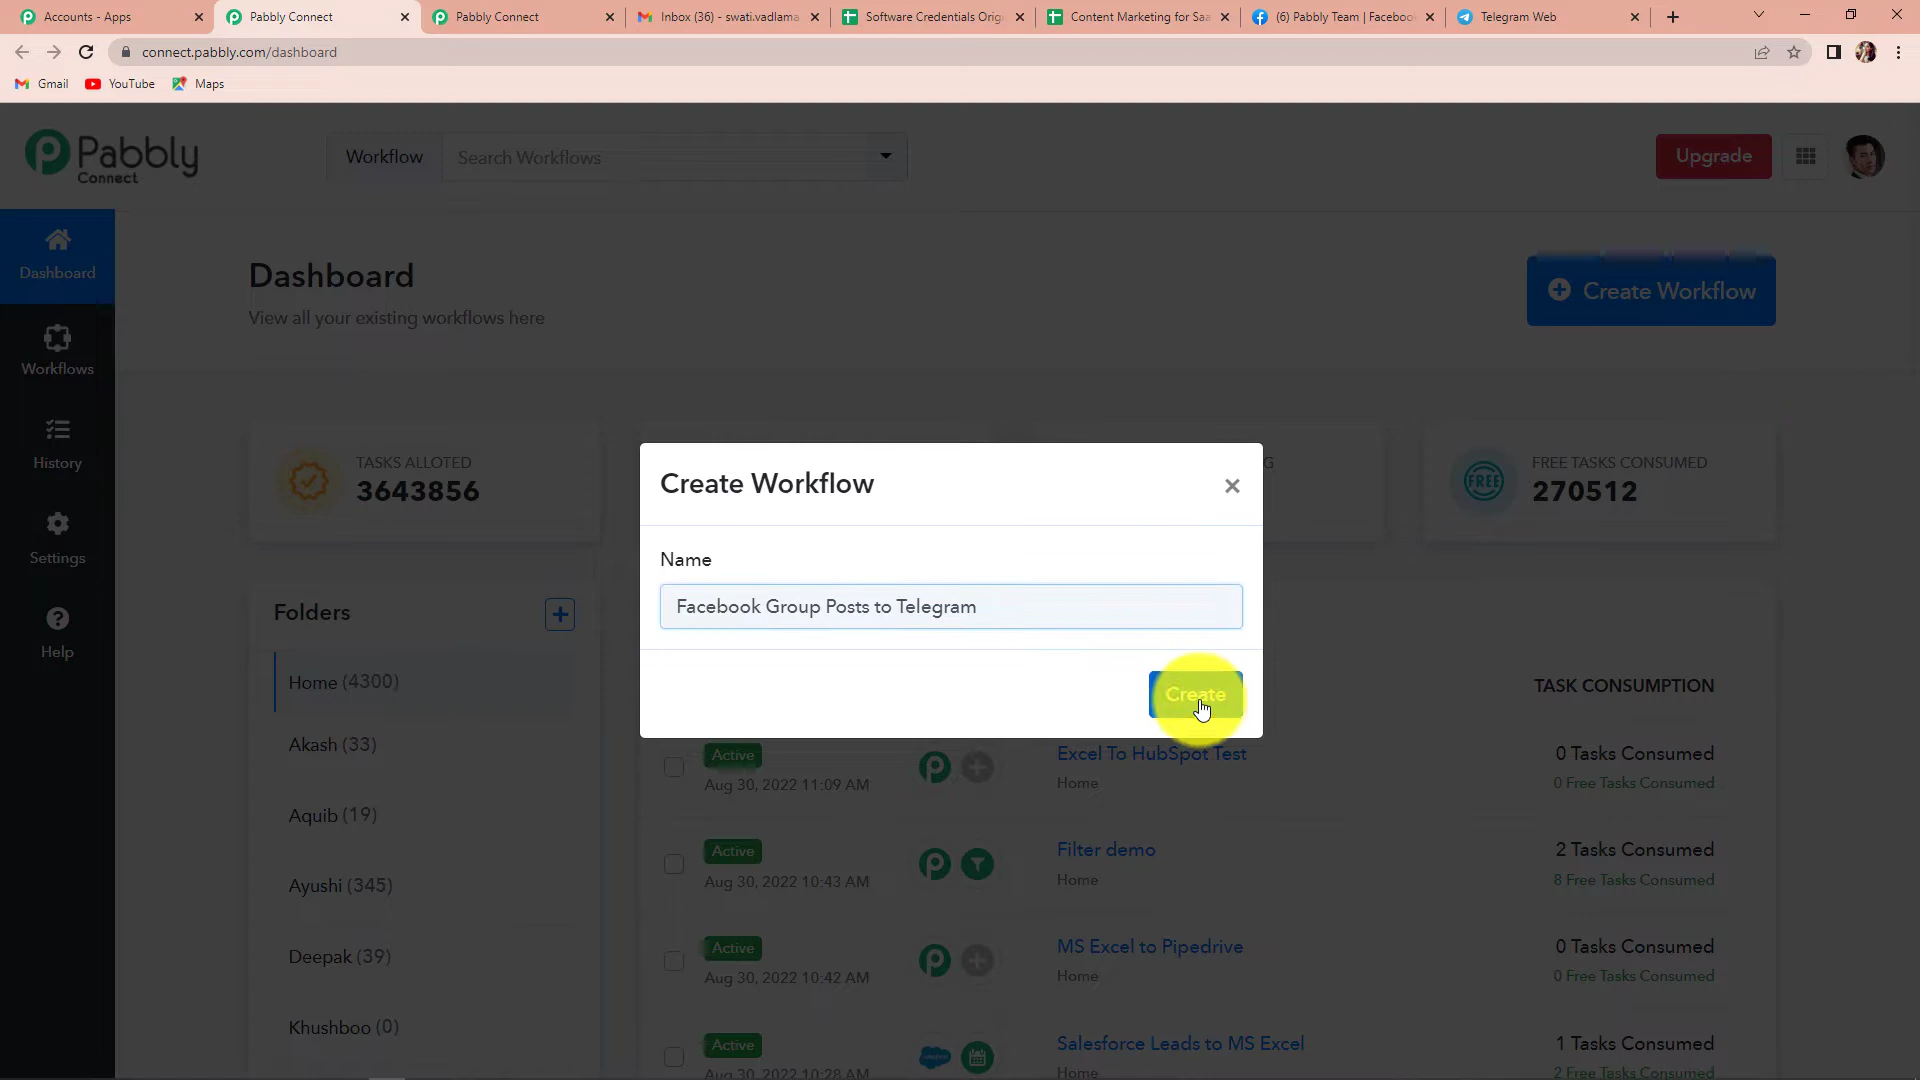 Accounts - Apps
Pabbly Connect
Pabbly Connect
Inbox (36) - swati.vadlama
Software Credentials Orig
Content Marketing for Saa
(6) Pabbly Team | Facebook
Telegram Web
connect.pabbly.com/dashboard
Gmail
YouTube
Maps
Pabbly
Connect
Workflow
Search Workflows
Upgrade
Dashboard
Workflows
History
Settings
Help
Dashboard
View all your existing workflows here
Create Workflow
TASKS ALLOTED
3643856
G
FREE TASKS CONSUMED
270512
FREE
Create Workflow
×
Name
Facebook Group Posts to Telegram
Create
Folders
Home (4300)
Akash (33)
Aquib (19)
Ayushi (345)
Deepak (39)
Khushboo (0)
TASK CONSUMPTION
Active
Aug 30, 2022 11:09 AM
Excel To HubSpot Test
Home
0 Tasks Consumed
0 Free Tasks Consumed
Active
Aug 30, 2022 10:43 AM
Filter demo
Home
2 Tasks Consumed
8 Free Tasks Consumed
Active
Aug 30, 2022 10:42 AM
MS Excel to Pipedrive
Home
0 Tasks Consumed
0 Free Tasks Consumed
Active
Aug 30, 2022 10:28 AM
Salesforce Leads to MS Excel
Home
1 Tasks Consumed
2 Free Tasks Consumed